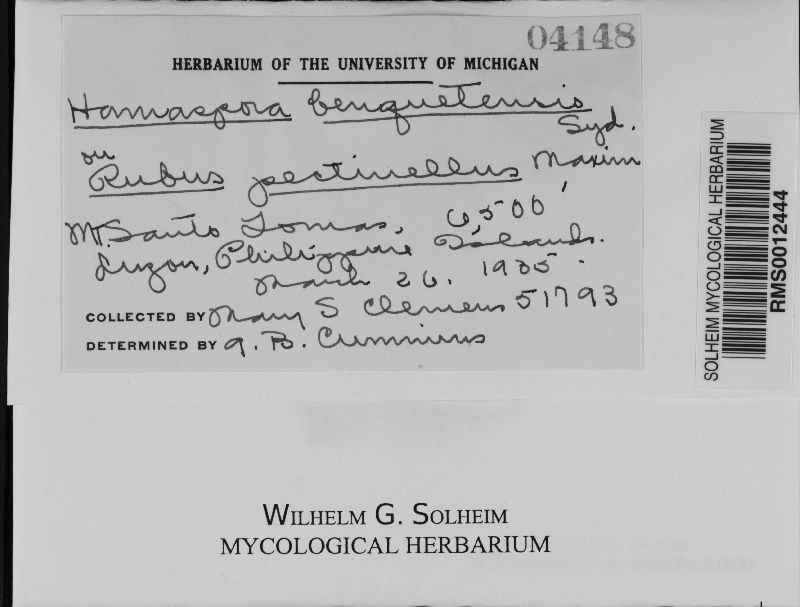 04148
HERBARIUM OF THE UNIVERSITY OF MICHIGAN
Hamaspora benguetensis
Syd.
on
Rubus pectinellus Maxim
Mt. Santo Tomas, 6500'
Luzon, Philippine Islands.
March 26. 1935.
COLLECTED BY Mary S Clemens 51793
DETERMINED BY G. B. Cummins
SOLHEIM MYCOLOGICAL HERBARIUM
RMS0012444
WILHELM G. SOLHEIM
MYCOLOGICAL HERBARIUM